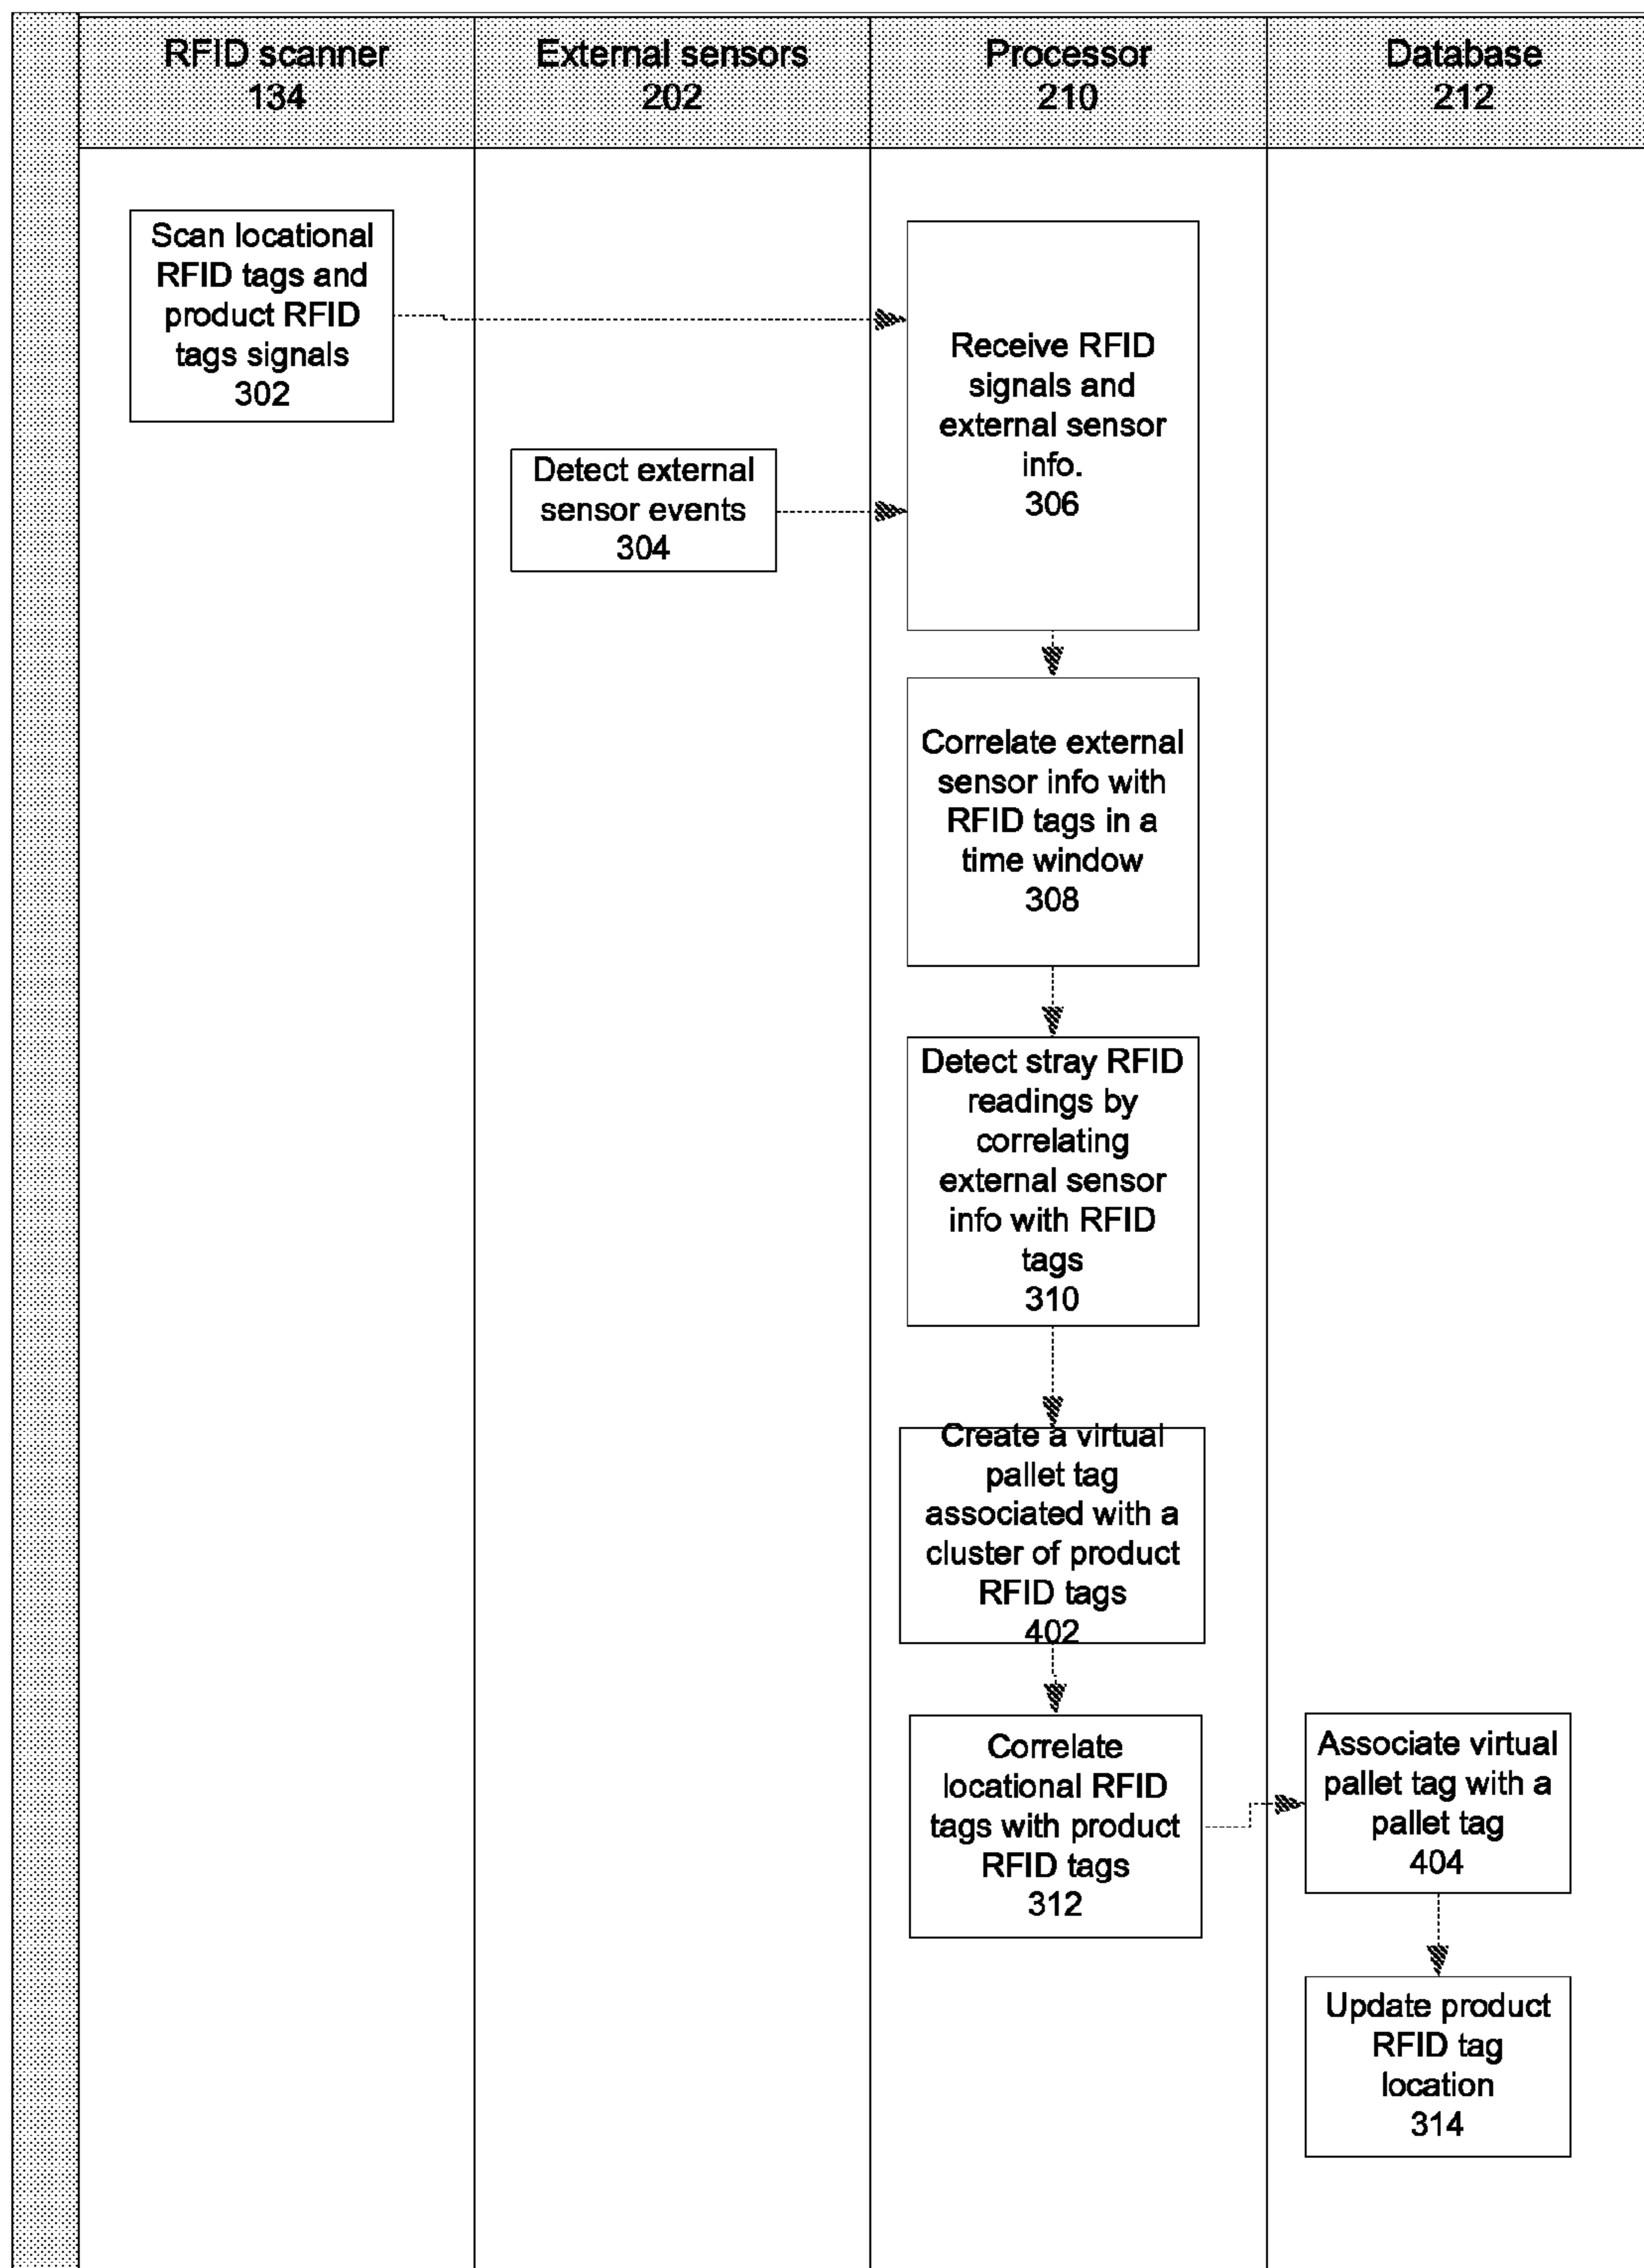 RFID scanner
134
External sensors
202
Processor
210
Database
212
Scan locational
RFID tags and
product RFID
tags signals
302
Detect external
sensor events
304
Receive RFID
signals and
external sensor
info.
306
Correlate external
sensor info with
RFID tags in a
time window
308
Detect stray RFID
readings by
correlating
external sensor
info with RFID
tags
310
Create a virtual
pallet tag
associated with a
cluster of product
RFID tags
402
Correlate
locational RFID
tags with product
RFID tags
312
Associate virtual
pallet tag with a
pallet tag
404
Update product
RFID tag
location
314